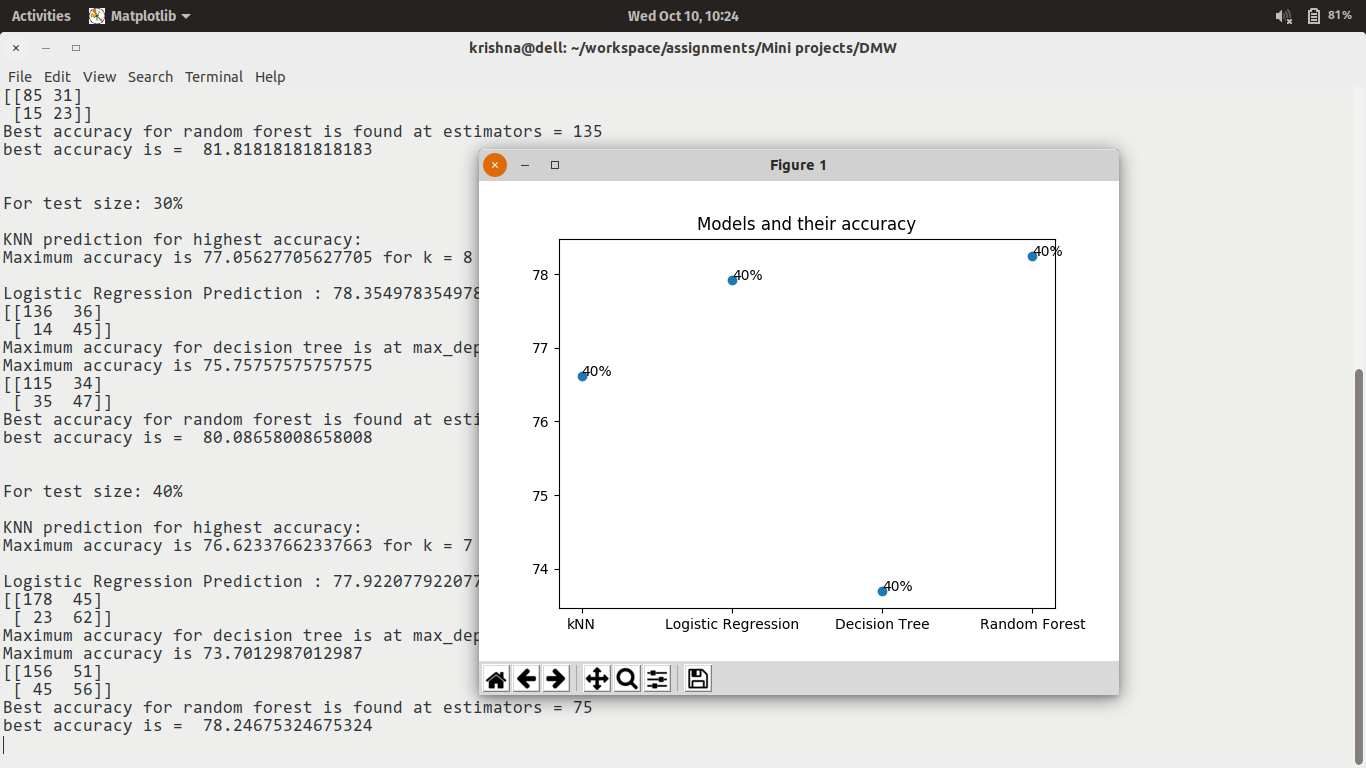 Activities Matplotlib Wed Oct 10, 10:24 81%
krishna@dell: ~/workspace/assignments/Mini projects/DMW
File Edit View Search Terminal Help
[[85 31]
[15 23]]
Best accuracy for random forest is found at estimators = 135
best accuracy is = 81.81818181818183
For test size: 30%
KNN prediction for highest accuracy:
Maximum accuracy is 77.05627705627705 for k = 8
Logistic Regression Prediction : 78.354978354978
[[136 36]
[ 14 45]]
Maximum accuracy for decision tree is at max_dep
Maximum accuracy is 75.75757575757575
[[115 34]
[ 35 47]]
Best accuracy for random forest is found at esti
best accuracy is = 80.08658008658008
For test size: 40%
KNN prediction for highest accuracy:
Maximum accuracy is 76.62337662337663 for k = 7
Logistic Regression Prediction : 77.922077922077
[[178 45]
[ 23 62]]
Maximum accuracy for decision tree is at max_dep
Maximum accuracy is 73.7012987012987
[[156 51]
[ 45 56]]
Best accuracy for random forest is found at estimators = 75
best accuracy is = 78.24675324675324
Figure 1
Models and their accuracy
40%
40%
78
77
40%
76
75
74
40%
kNN Logistic Regression Decision Tree Random Forest